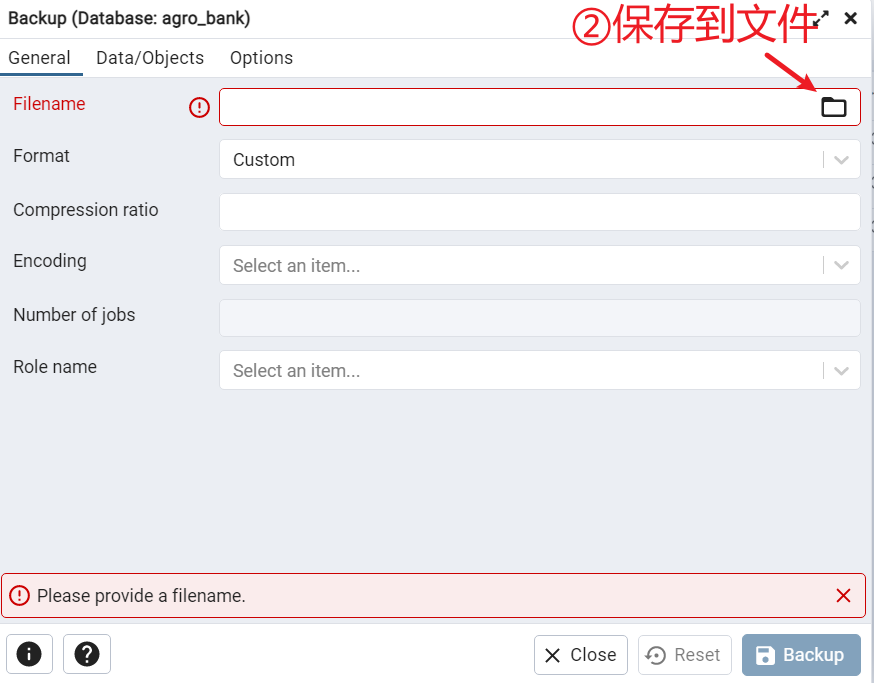 Backup (Database: agro_bank)
②保存到文件
General Data/Objects Options
Filename
Format Custom
Compression ratio
Encoding Select an item...
Number of jobs
Role name Select an item...
Please provide a filename.
Close Reset Backup